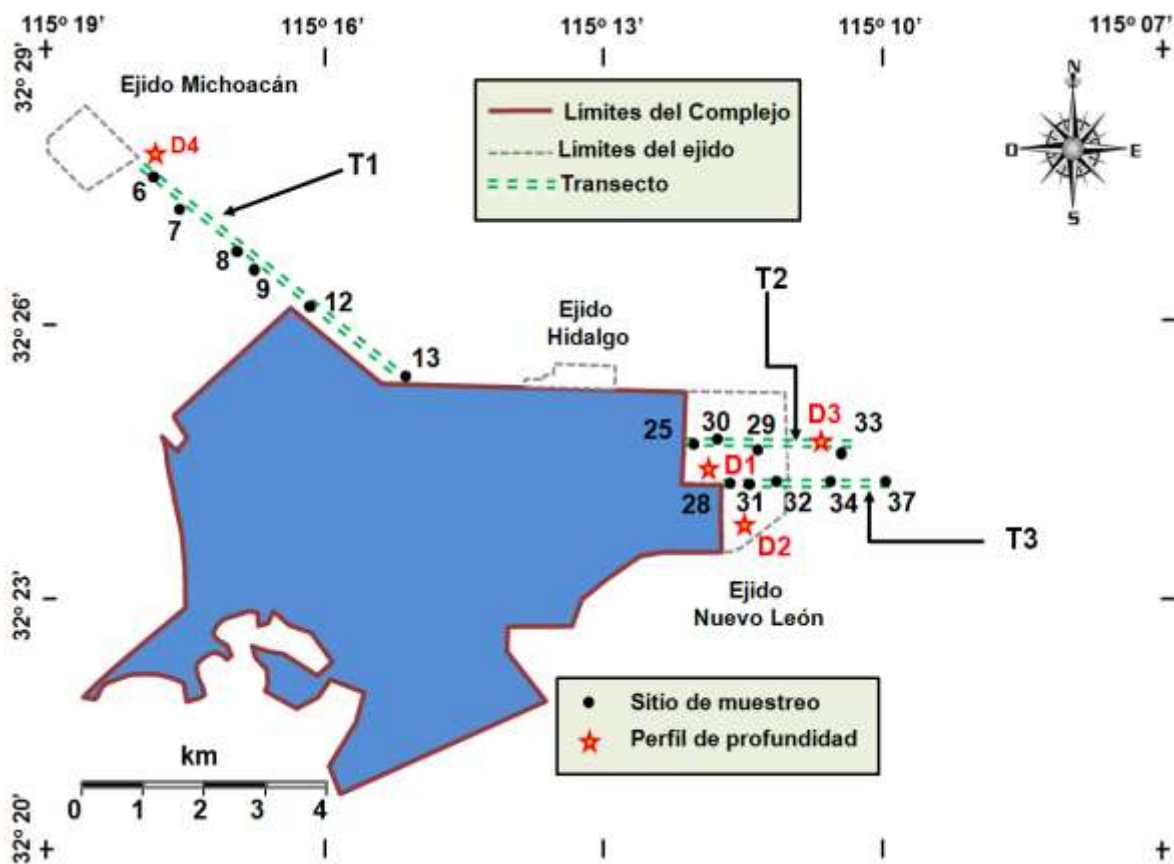 115º 19'
115º 16'
115º 13'
115º 10'
115º 07'
32º 29'
Ejido Michoacán
N
D4
Limites del Complejo
Limites del ejido
Transecto
O
E
S
T1
6
7
8
9
12
13
T2
32º 26'
Ejido
Hidalgo
25
30
29
D3
33
D1
28
31
32
34
37
D2
T3
32º 23'
Ejido
Nuevo León
Sitio de muestreo
Perfil de profundidad
km
0 1 2 3 4
32º 20'